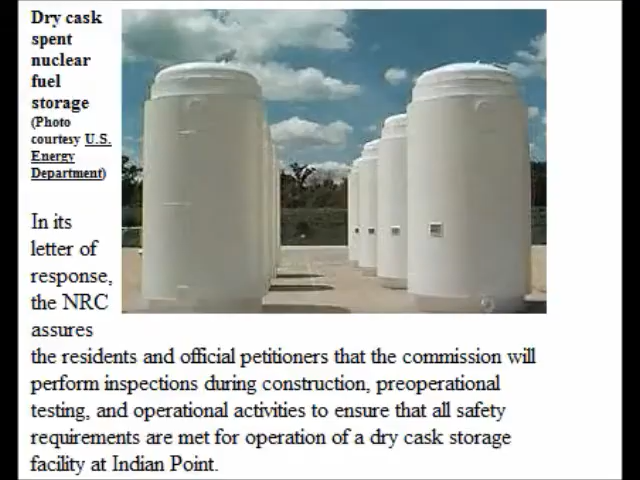 Dry cask
spent
nuclear
fuel
storage
(Photo
courtesy U.S.
Energy
Department)
In its
letter of
response,
the NRC
assures
the residents and official petitioners that the commission will
perform inspections during construction, preoperational
testing, and operational activities to ensure that all safety
requirements are met for operation of a dry cask storage
facility at Indian Point.